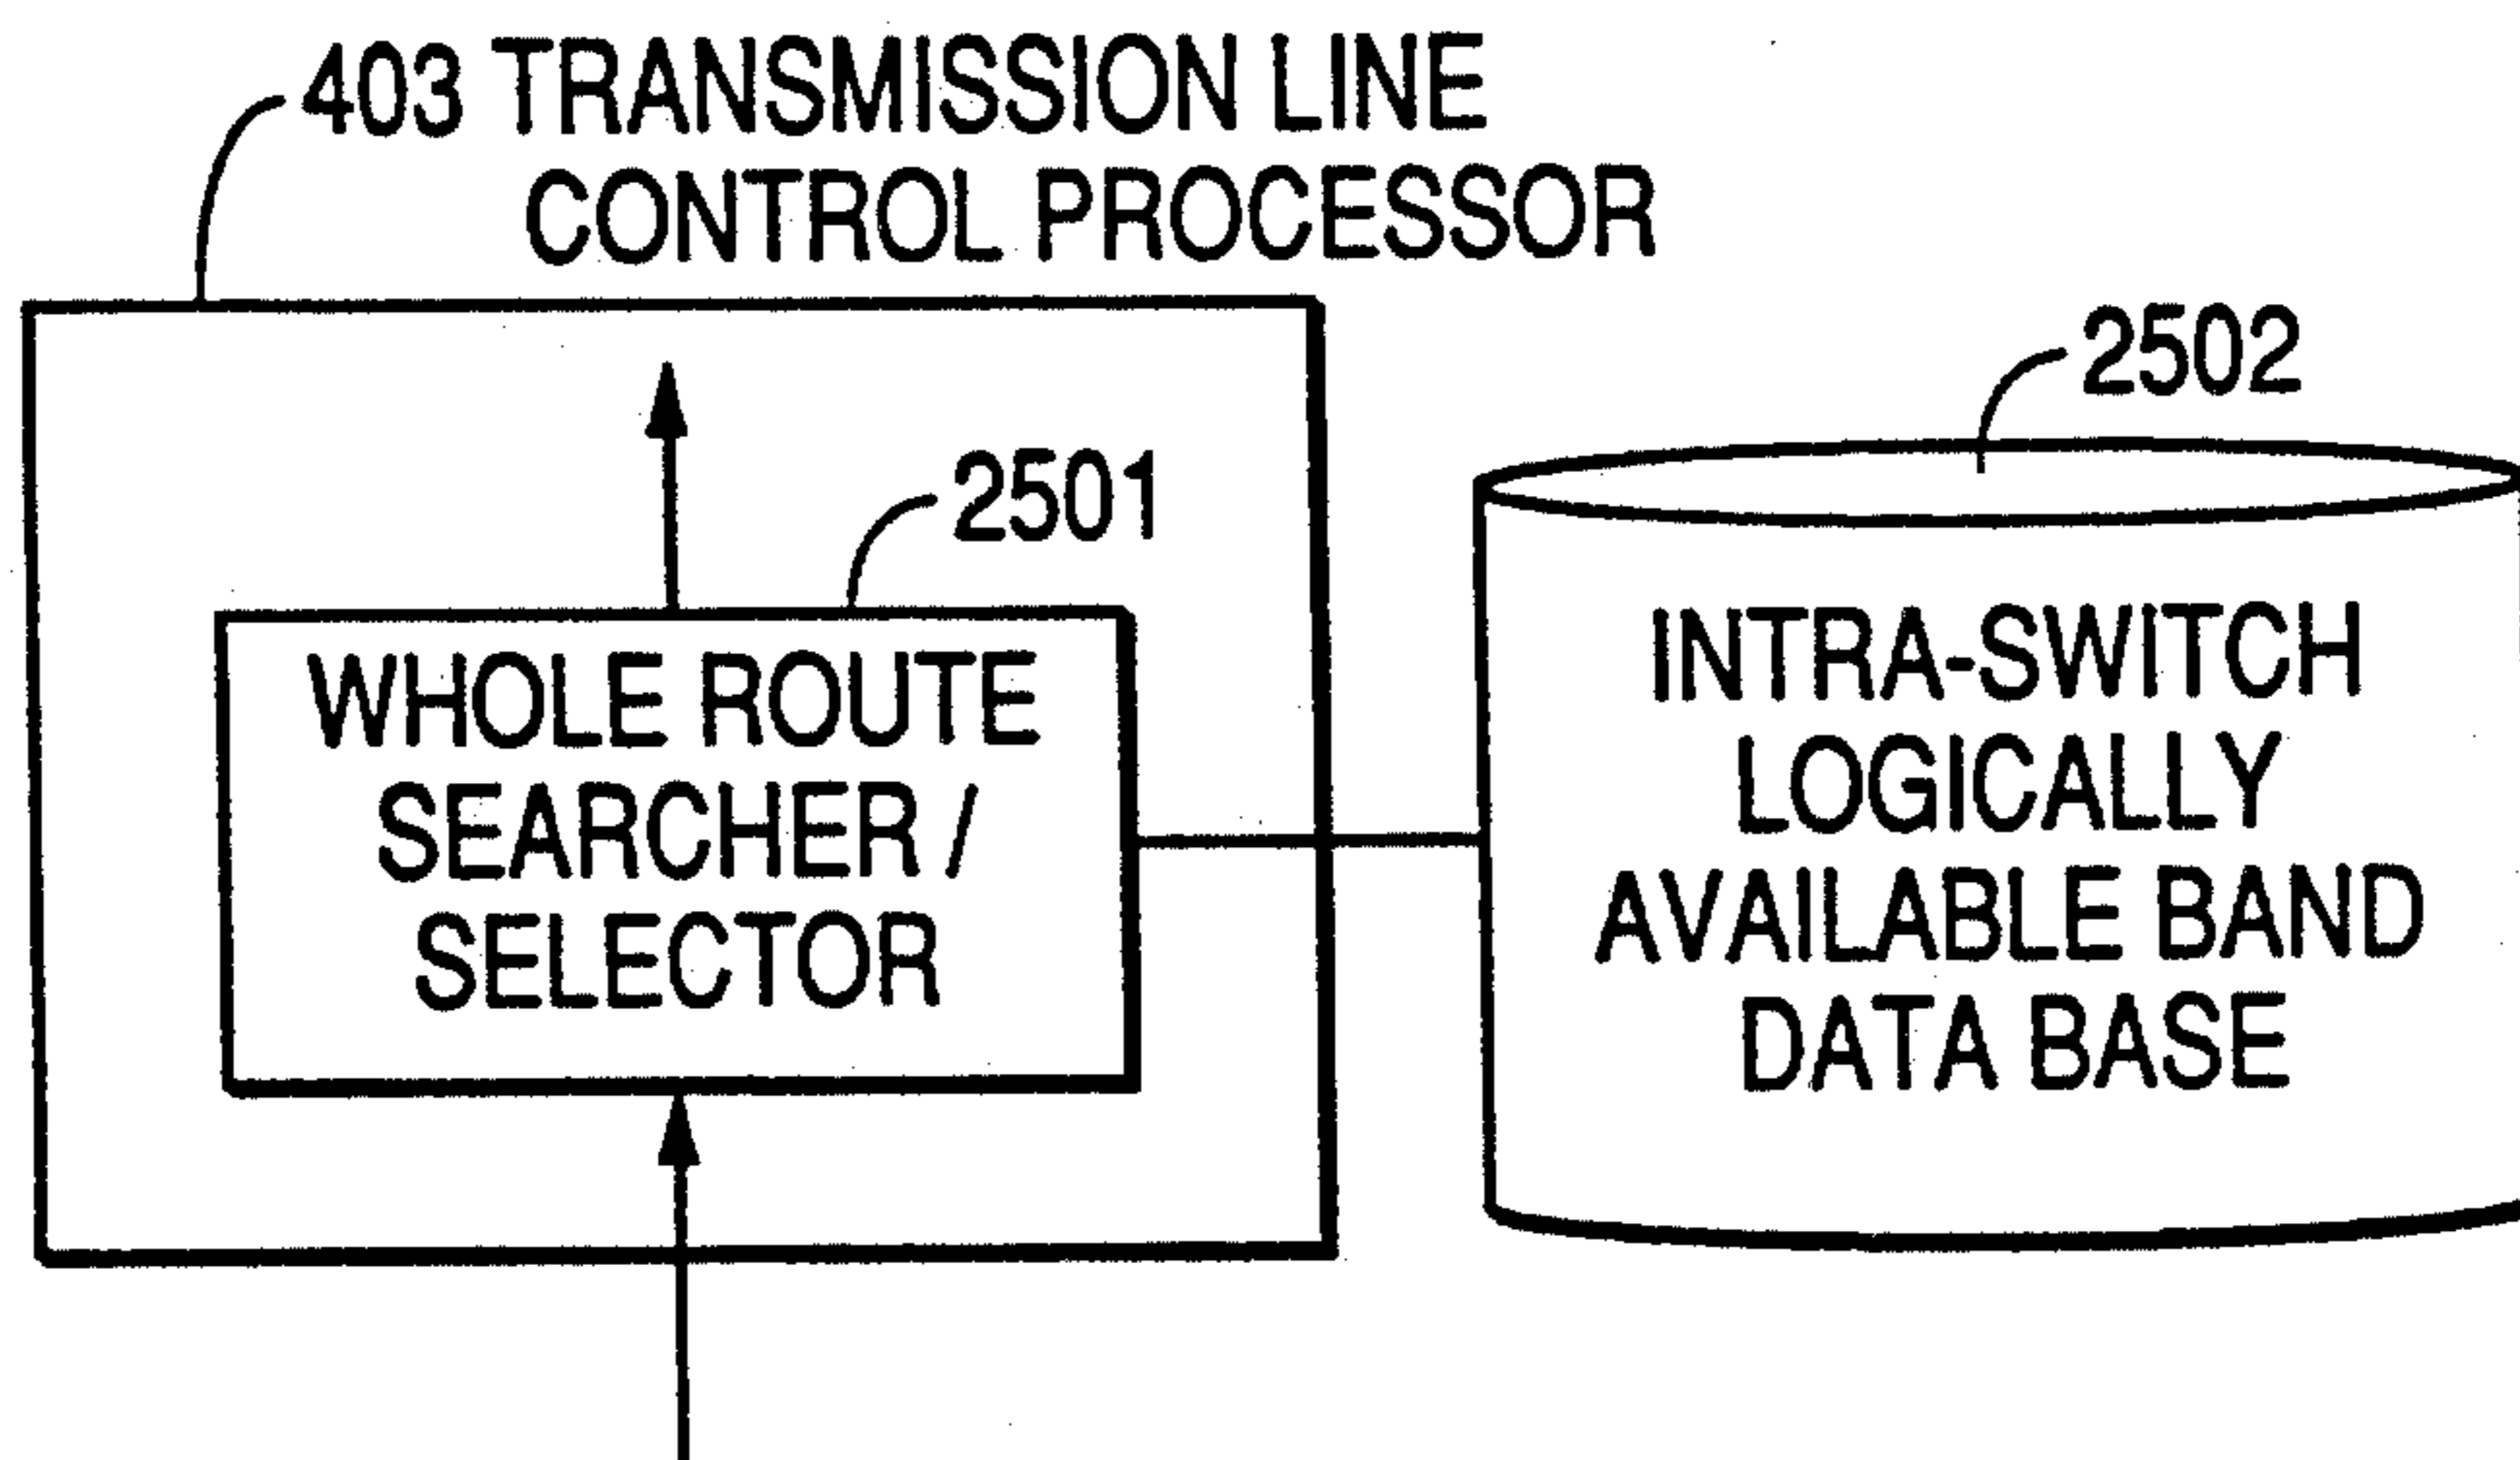 403 TRANSMISSION LINE
CONTROL PROCESSOR
2502
2501
WHOLE ROUTE
SEARCHER /
SELECTOR
INTRA-SWITCH
LOGICALLY
AVAILABLE BAND
DATA BASE